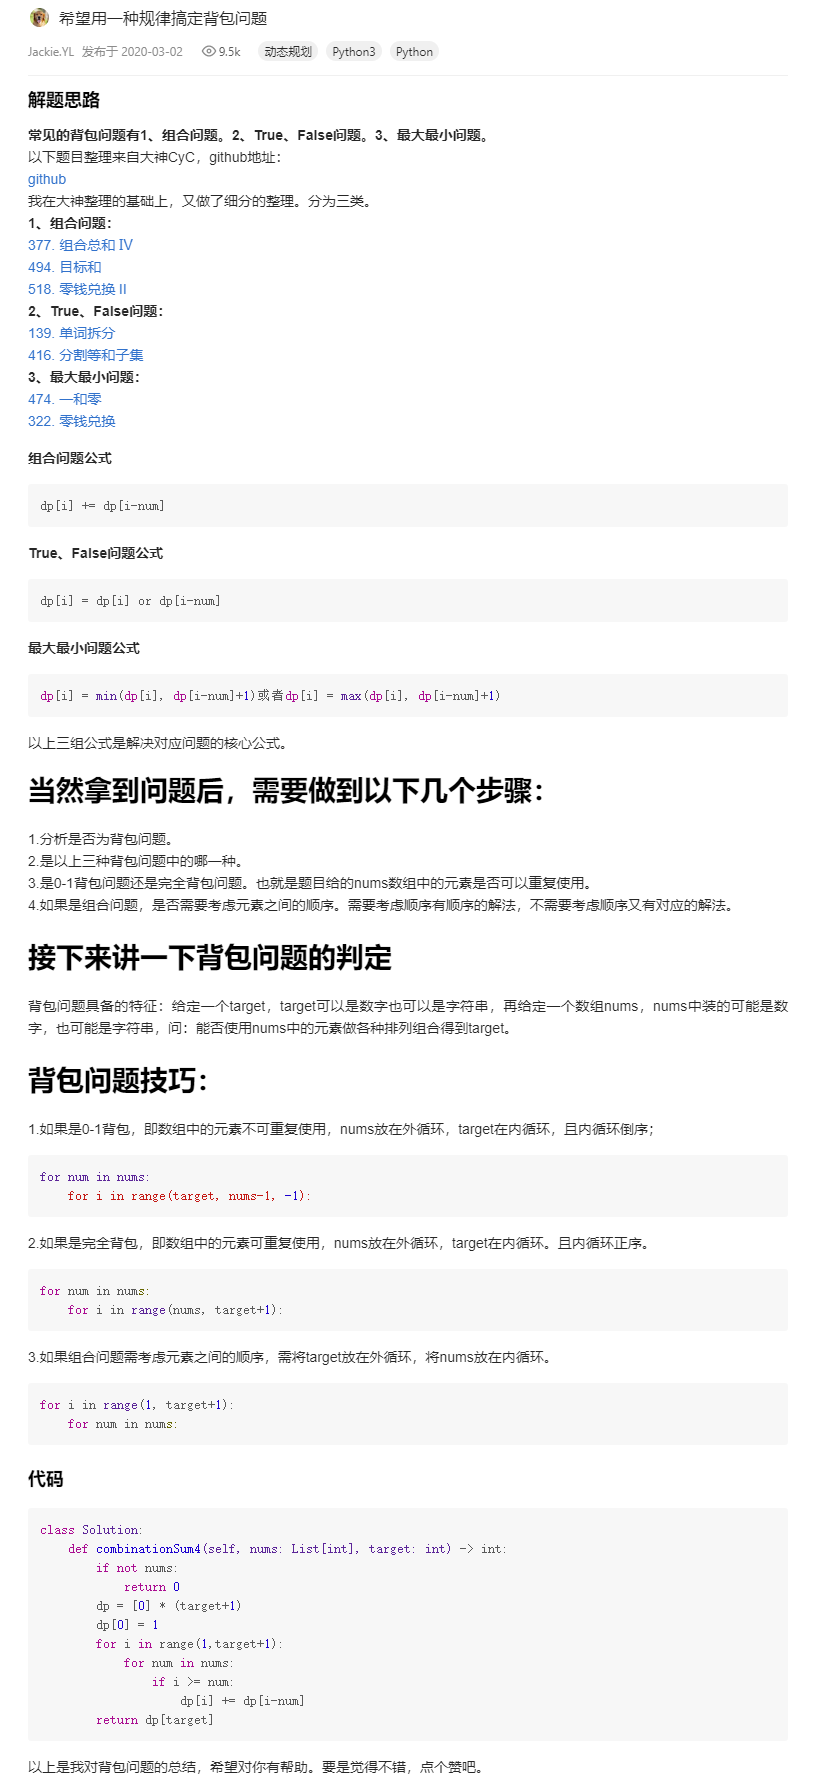 希望用一种规律搞定背包问题
Jackie.YL 发布于 2020-03-02 9.5k 动态规划 Python3 Python
解题思路
常见的背包问题有1、组合问题。2、True、False问题。3、最大最小问题。
以下题目整理来自大神CyC，github地址：
github
我在大神整理的基础上，又做了细分的整理。分为三类。
1、组合问题：
377. 组合总和 Ⅳ
494. 目标和
518. 零钱兑换 II
2、True、False问题：
139. 单词拆分
416. 分割等和子集
3、最大最小问题：
474. 一和零
322. 零钱兑换
组合问题公式
dp[i] += dp[i-num]
True、False问题公式
dp[i] = dp[i] or dp[i-num]
最大最小问题公式
dp[i] = min(dp[i], dp[i-num]+1)或者dp[i] = max(dp[i], dp[i-num]+1)
以上三组公式是解决对应问题的核心公式。
当然拿到问题后，需要做到以下几个步骤：
1.分析是否为背包问题。
2.是以上三种背包问题中的哪一种。
3.是0-1背包问题还是完全背包问题。也就是题目给的nums数组中的元素是否可以重复使用。
4.如果是组合问题，是否需要考虑元素之间的顺序。需要考虑顺序有顺序的解法，不需要考虑顺序又有对应的解法。
接下来讲一下背包问题的判定
背包问题具备的特征：给定一个target，target可以是数字也可以是字符串，再给定一个数组nums，nums中装的可能是数
字，也可能是字符串，问：能否使用nums中的元素做各种排列组合得到target。
背包问题技巧：
1.如果是0-1背包，即数组中的元素不可重复使用，nums放在外循环，target在内循环，且内循环倒序；
for num in nums:
    for i in range(target, nums-1, -1):
2.如果是完全背包，即数组中的元素可重复使用，nums放在外循环，target在内循环。且内循环正序。
for num in nums:
    for i in range(nums, target+1):
3.如果组合问题需考虑元素之间的顺序，需将target放在外循环，将nums放在内循环。
for i in range(1, target+1):
    for num in nums:
代码
class Solution:
    def combinationSum4(self, nums: List[int], target: int) -> int:
        if not nums:
            return 0
        dp = [0] * (target+1)
        dp[0] = 1
        for i in range(1,target+1):
            for num in nums:
                if i >= num:
                    dp[i] += dp[i-num]
        return dp[target]
以上是我对背包问题的总结，希望对你有帮助。要是觉得不错，点个赞吧。